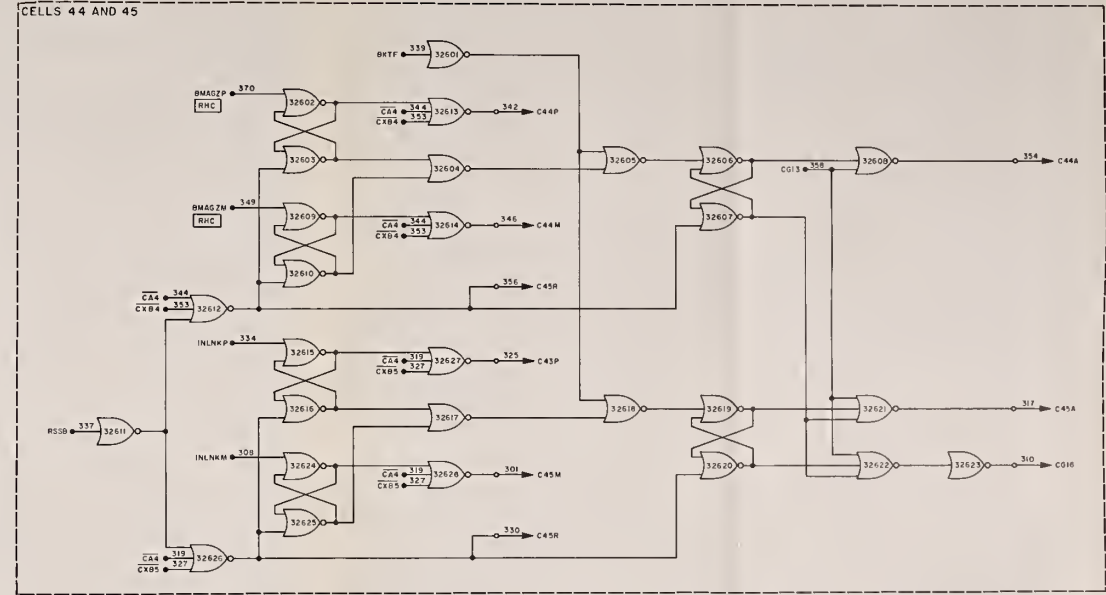 CELLS 44 AND 45
BKTF 339 32601
BMAGZP 370 32602
RHC
CA4 344 32613 342 C44P
CXB4 353
32603 32604 32605 32606 32608 354 C44A
CG13 358
BMAGZM 349 32609
RHC
CA4 344 32614 346 C44M
CXB4 353
32607
32610
356 C45R
CA4 344 32612
CXB4 353
INLNKP 334 32615
CA4 319 32627 325 C43P
CXB5 327
32616 32617 32618 32619 32621 317 C45A
RSSB 337 32611
INLNKM 308 32624
CA4 319 32628 301 C45M
CXB5 327
32620 32622 32623 310 CG16
32625
330 C45R
CA4 319 32626
CXB5 327